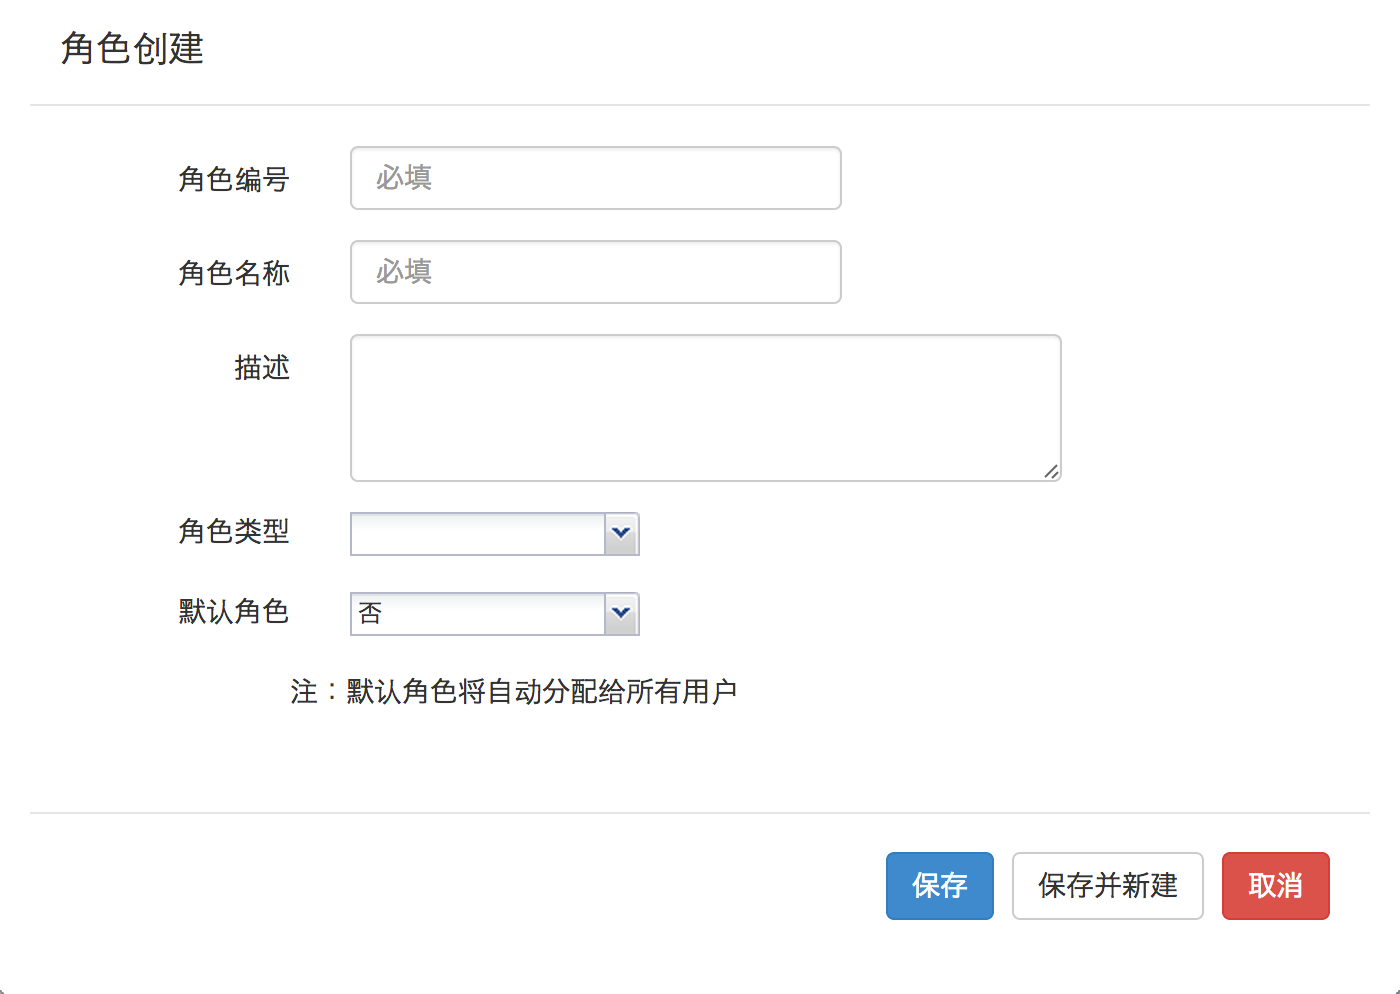 角色创建
角色编号 必填
角色名称 必填
描述
角色类型
默认角色 否
注：默认角色将自动分配给所有用户
保存 保存并新建 取消